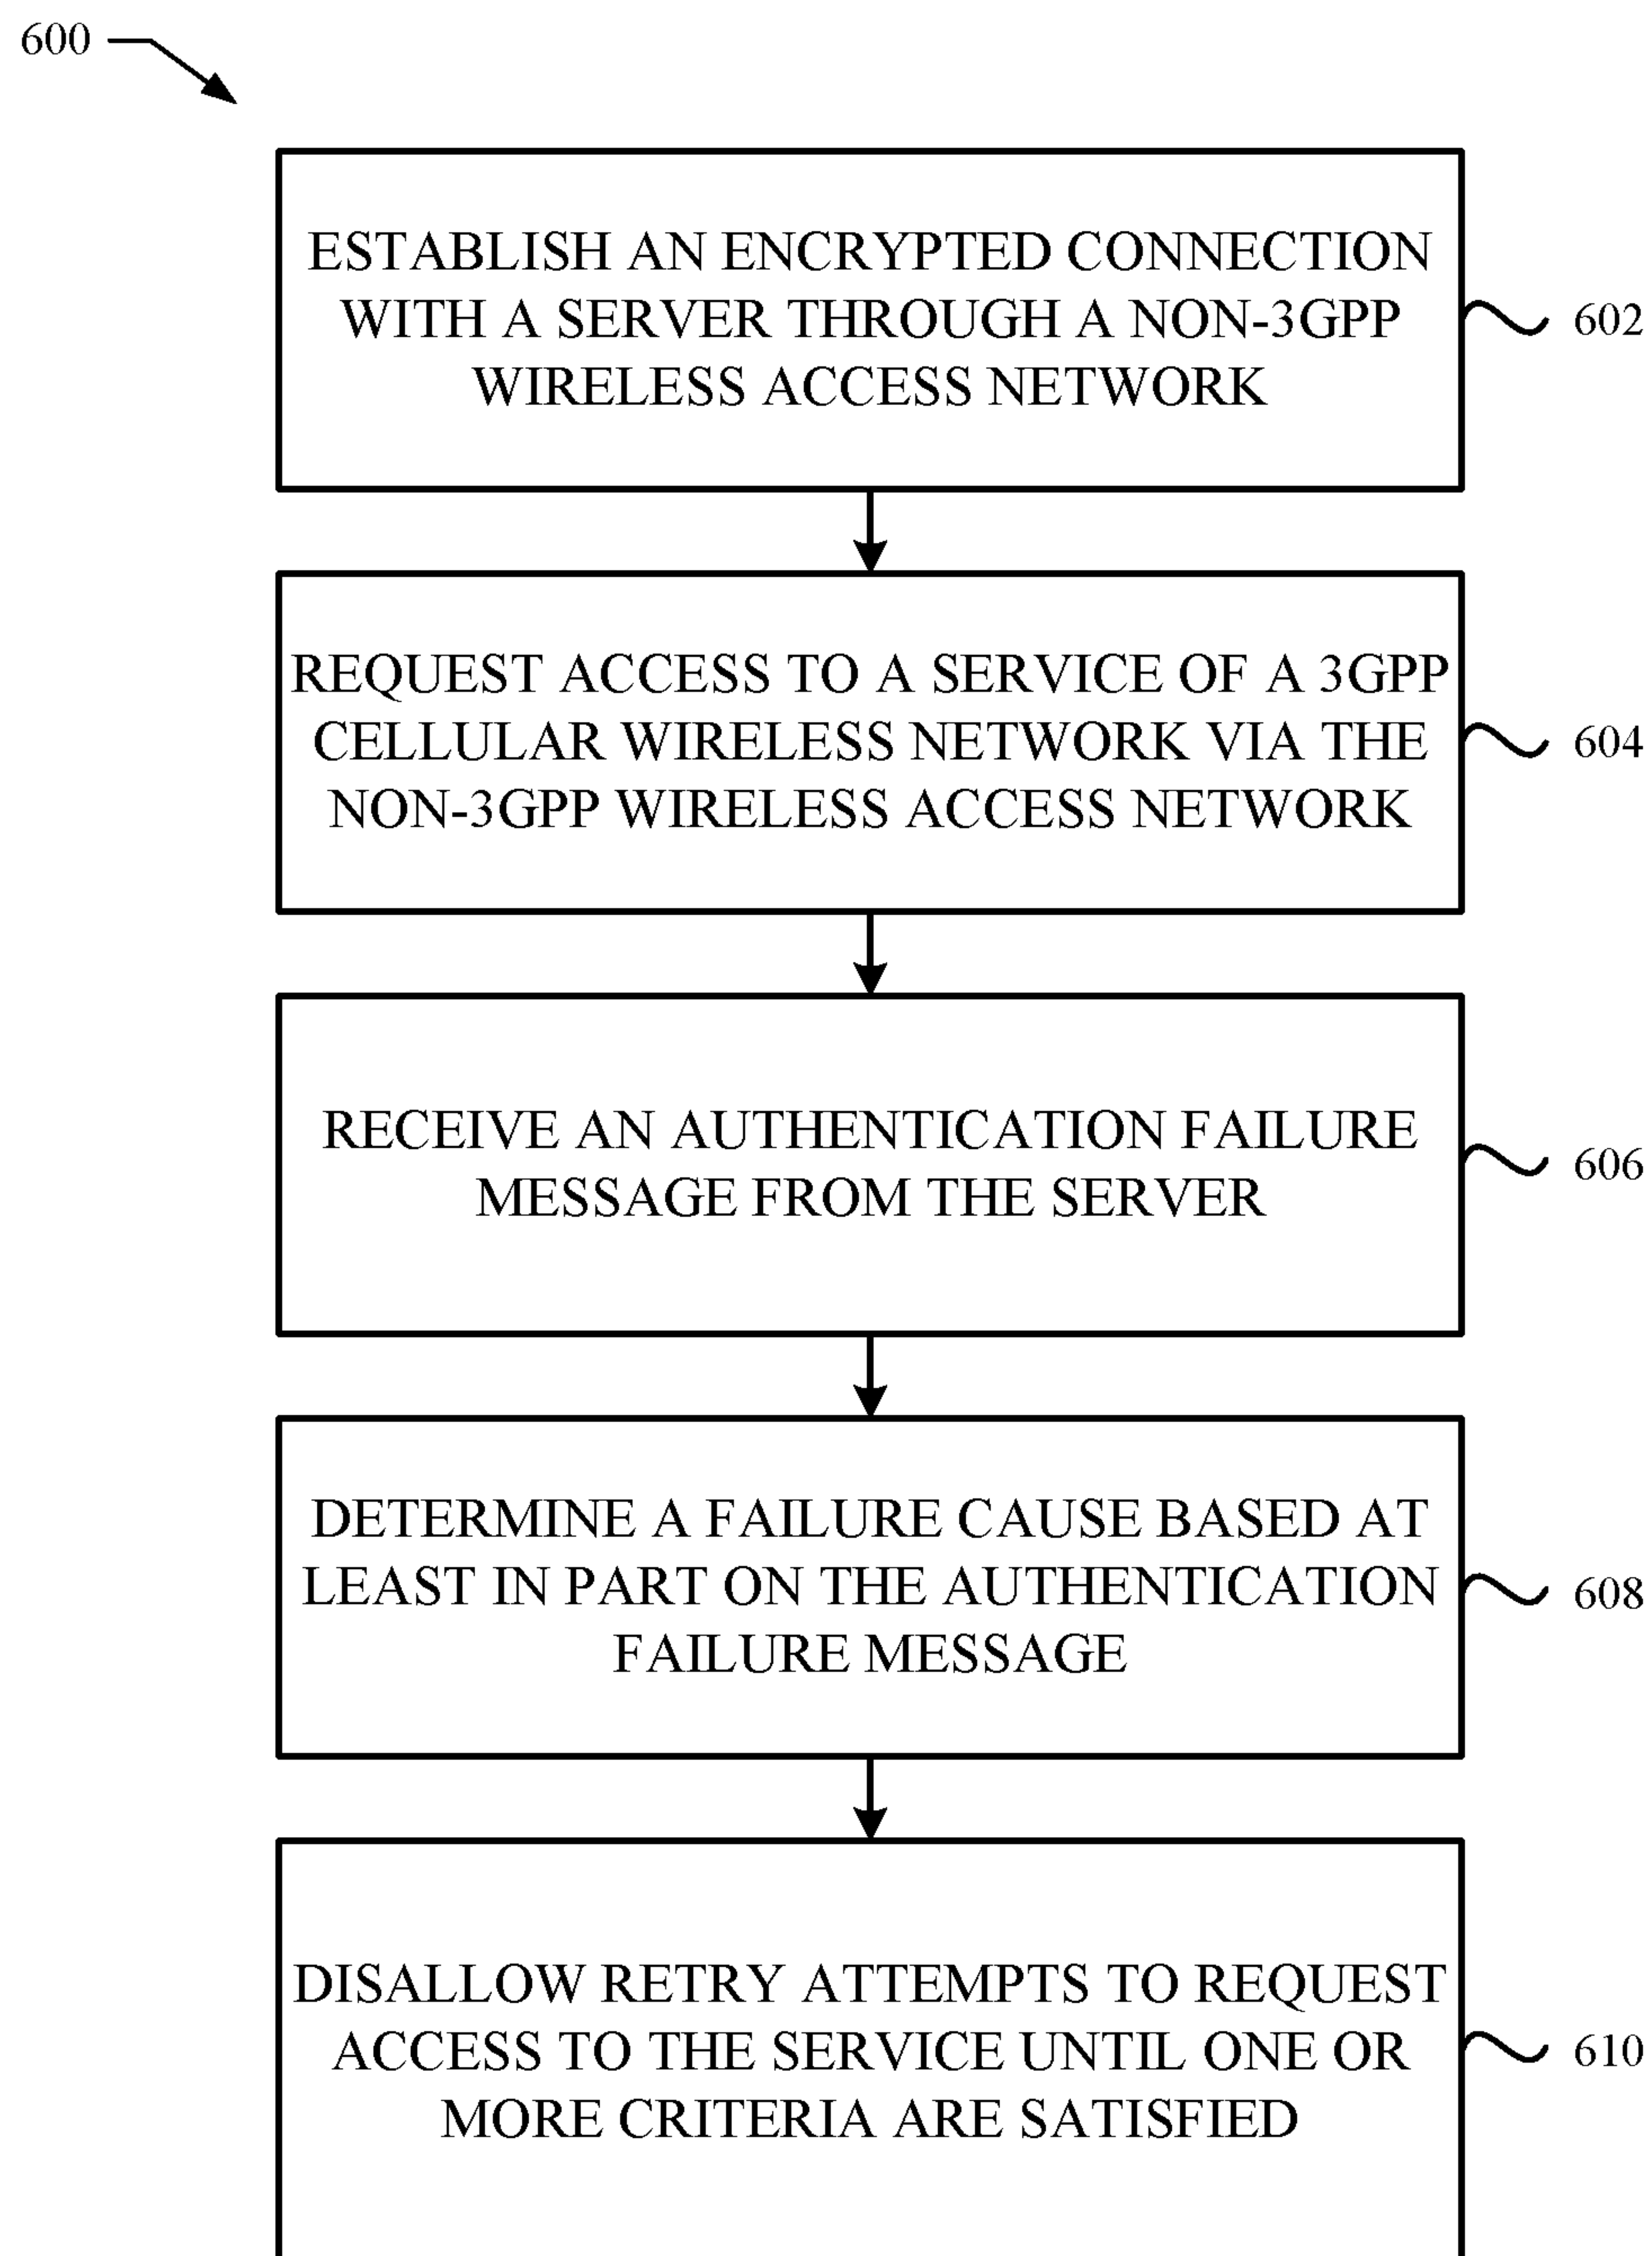 600
ESTABLISH AN ENCRYPTED CONNECTION
WITH A SERVER THROUGH A NON-3GPP
WIRELESS ACCESS NETWORK
602
REQUEST ACCESS TO A SERVICE OF A 3GPP
CELLULAR WIRELESS NETWORK VIA THE
NON-3GPP WIRELESS ACCESS NETWORK
604
RECEIVE AN AUTHENTICATION FAILURE
MESSAGE FROM THE SERVER
606
DETERMINE A FAILURE CAUSE BASED AT
LEAST IN PART ON THE AUTHENTICATION
FAILURE MESSAGE
608
DISALLOW RETRY ATTEMPTS TO REQUEST
ACCESS TO THE SERVICE UNTIL ONE OR
MORE CRITERIA ARE SATISFIED
610